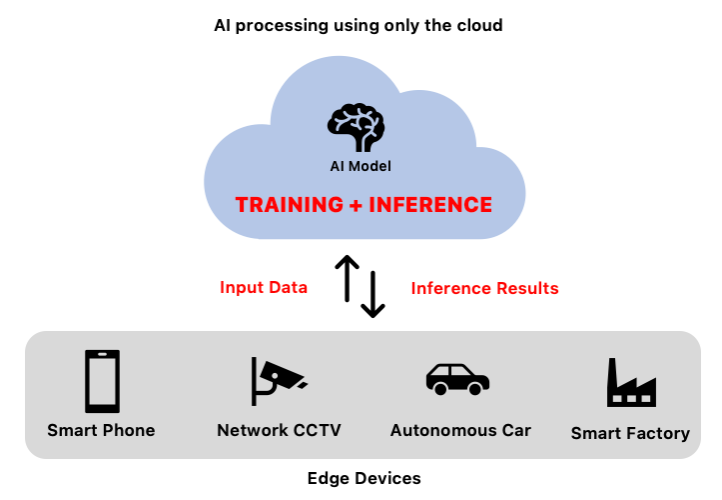 AI processing using only the cloud
AI Model
TRAINING + INFERENCE
Input Data
Inference Results
Smart Phone
Network CCTV
Autonomous Car
Smart Factory
Edge Devices